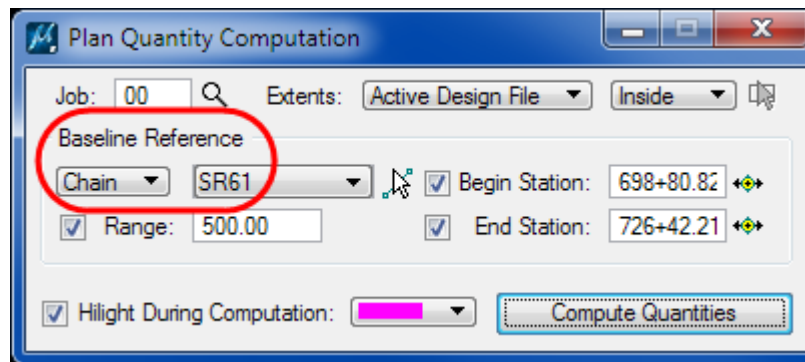 Plan Quantity Computation
Job: 00 Extents: Active Design File Inside
Baseline Reference
Chain SR61 Begin Station: 698+80.82
Range: 500.00 End Station: 726+42.21
Hilight During Computation: Compute Quantities